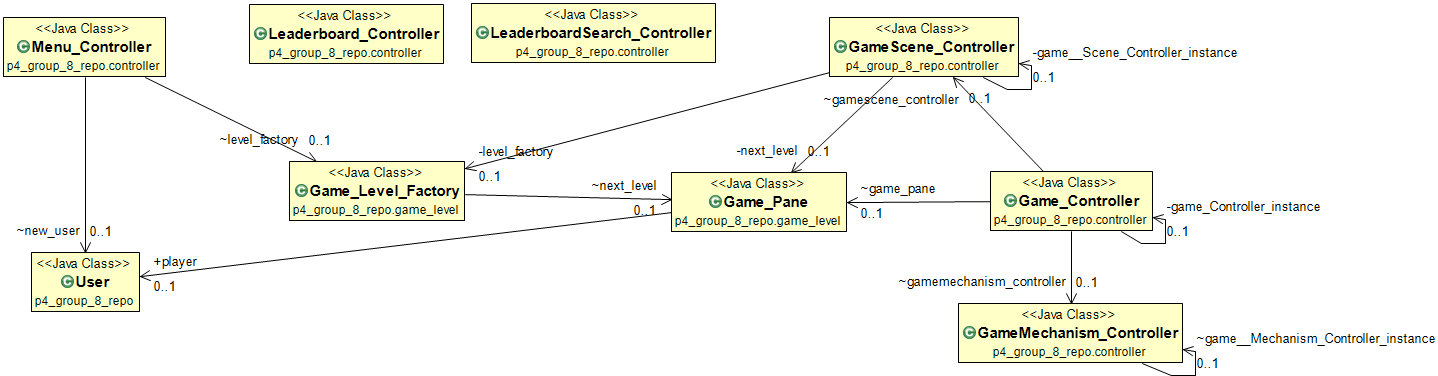 <<Java Class>>
Menu_Controller
p4_group_8_repo.controller
<<Java Class>>
Leaderboard_Controller
p4_group_8_repo.controller
<<Java Class>>
LeaderboardSearch_Controller
p4_group_8_repo.controller
<<Java Class>>
GameScene_Controller
p4_group_8_repo.controller
-game__Scene_Controller_instance
0..1
~gamescene_controller
0..1
~level_factory
0..1
-level_factory
0..1
-next_level
0..1
<<Java Class>>
Game_Level_Factory
p4_group_8_repo.game_level
~next_level
0..1
<<Java Class>>
Game_Pane
p4_group_8_repo.game_level
~game_pane
0..1
<<Java Class>>
Game_Controller
p4_group_8_repo.controller
-game_Controller_instance
0..1
~new_user
0..1
<<Java Class>>
User
p4_group_8_repo
+player
0..1
~gamemechanism_controller
0..1
<<Java Class>>
GameMechanism_Controller
p4_group_8_repo.controller
~game__Mechanism_Controller_instance
0..1